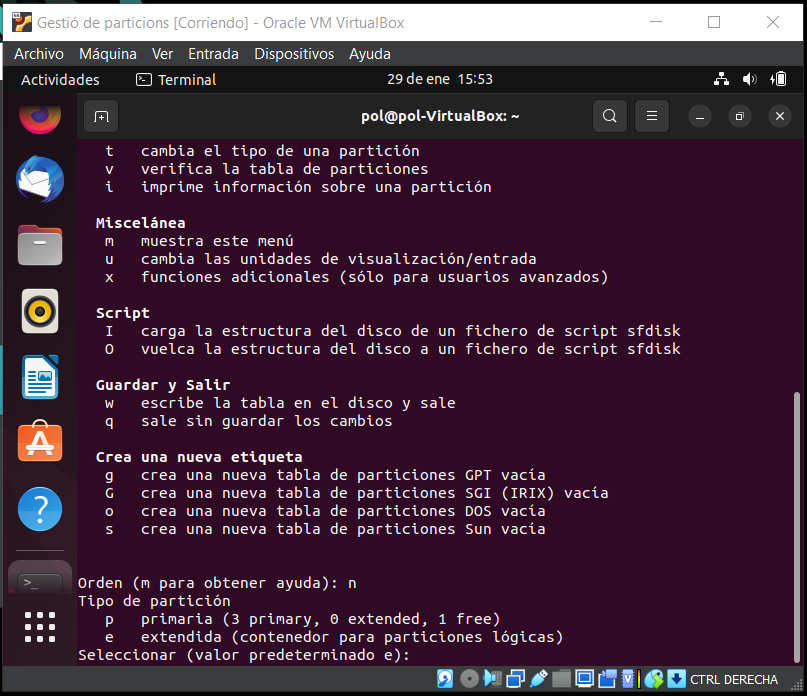 Gestió de particions [Corriendo] - Oracle VM VirtualBox
Archivo Máquina Ver Entrada Dispositivos Ayuda
Actividades Terminal 29 de ene 15:53
pol@pol-VirtualBox: ~
t cambia el tipo de una partición
v verifica la tabla de particiones
i imprime información sobre una partición
Miscelánea
m muestra este menú
u cambia las unidades de visualización/entrada
x funciones adicionales (sólo para usuarios avanzados)
Script
I carga la estructura del disco de un fichero de script sfdisk
O vuelca la estructura del disco a un fichero de script sfdisk
Guardar y Salir
w escribe la tabla en el disco y sale
q sale sin guardar los cambios
Crea una nueva etiqueta
g crea una nueva tabla de particiones GPT vacía
G crea una nueva tabla de particiones SGI (IRIX) vacía
o crea una nueva tabla de particiones DOS vacía
s crea una nueva tabla de particiones Sun vacía
Orden (m para obtener ayuda): n
Tipo de partición
p primaria (3 primary, 0 extended, 1 free)
e extendida (contenedor para particiones lógicas)
Seleccionar (valor predeterminado e):
CTRL DERECHA